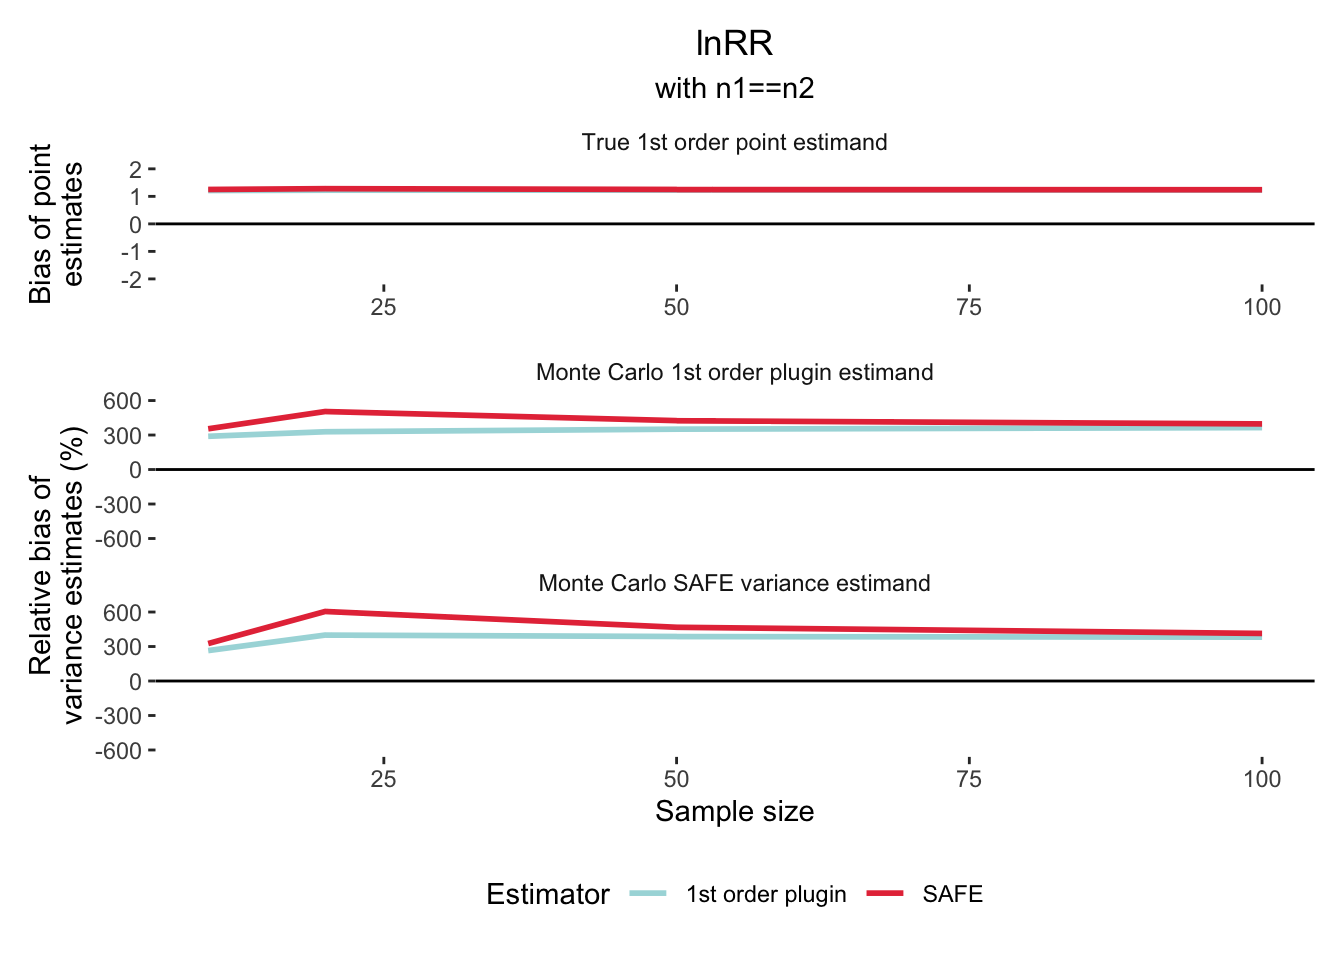 lnRR
with n1==n2
True 1st order point estimand
Bias of point
estimates
2
1
0
-1
-2
25 50 75 100
Monte Carlo 1st order plugin estimand
Relative bias of
variance estimates (%)
600
300
0
-300
-600
Monte Carlo SAFE variance estimand
600
300
0
-300
-600
25 50 75 100
Sample size
Estimator 1st order plugin SAFE